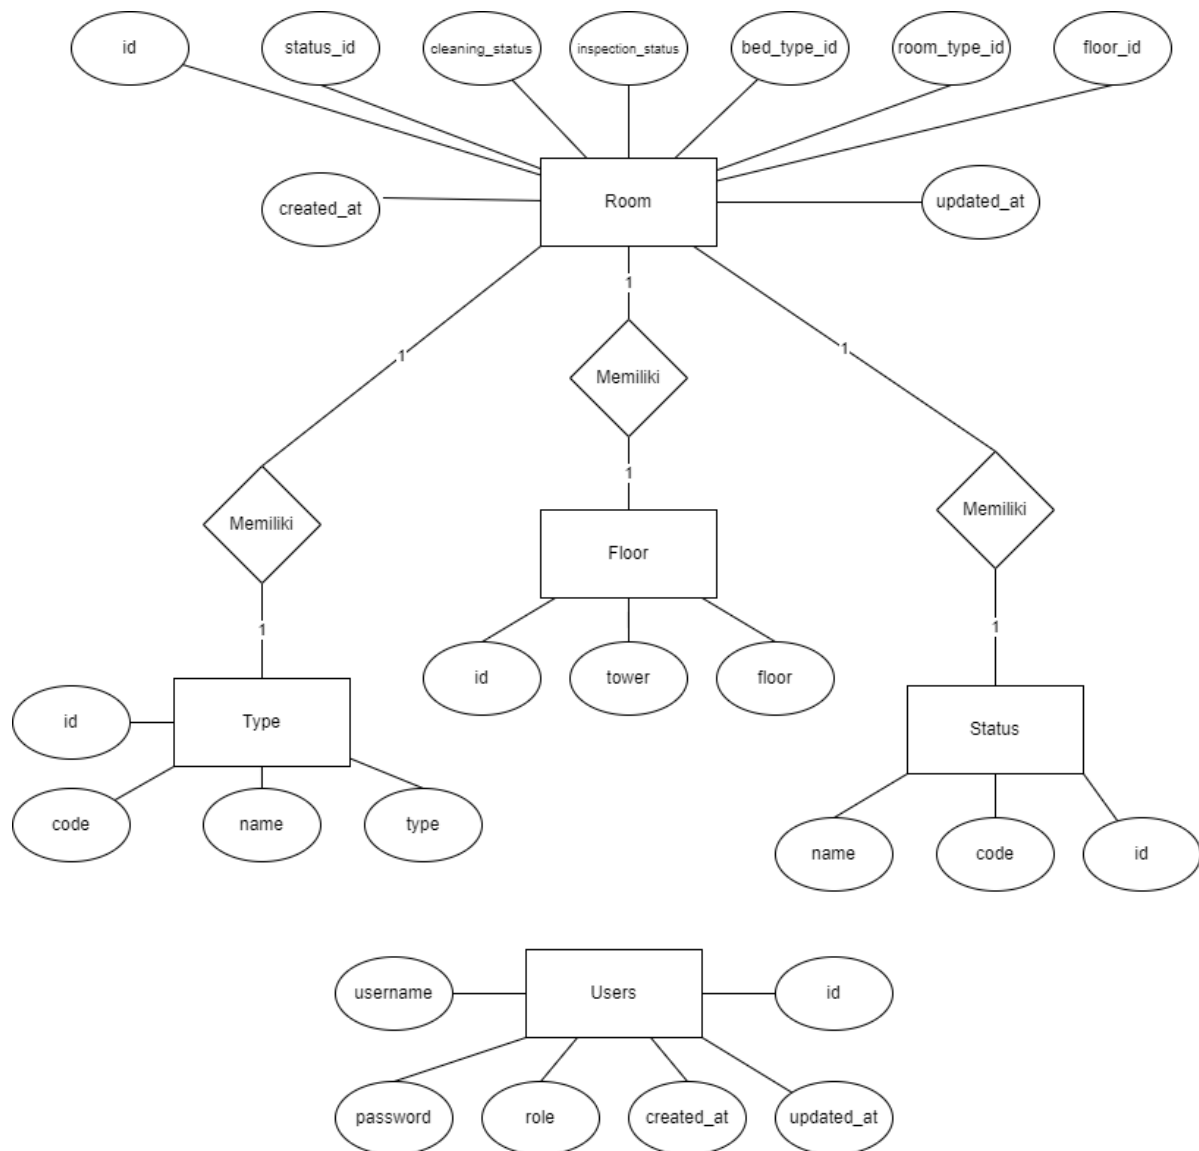 id
status_id
cleaning_status
inspection_status
bed_type_id
room_type_id
floor_id
created_at
Room
updated_at
1
1
1
Memiliki
Memiliki
Memiliki
1
1
1
Floor
id
tower
floor
id
Type
Status
code
name
type
name
code
id
username
Users
id
password
role
created_at
updated_at